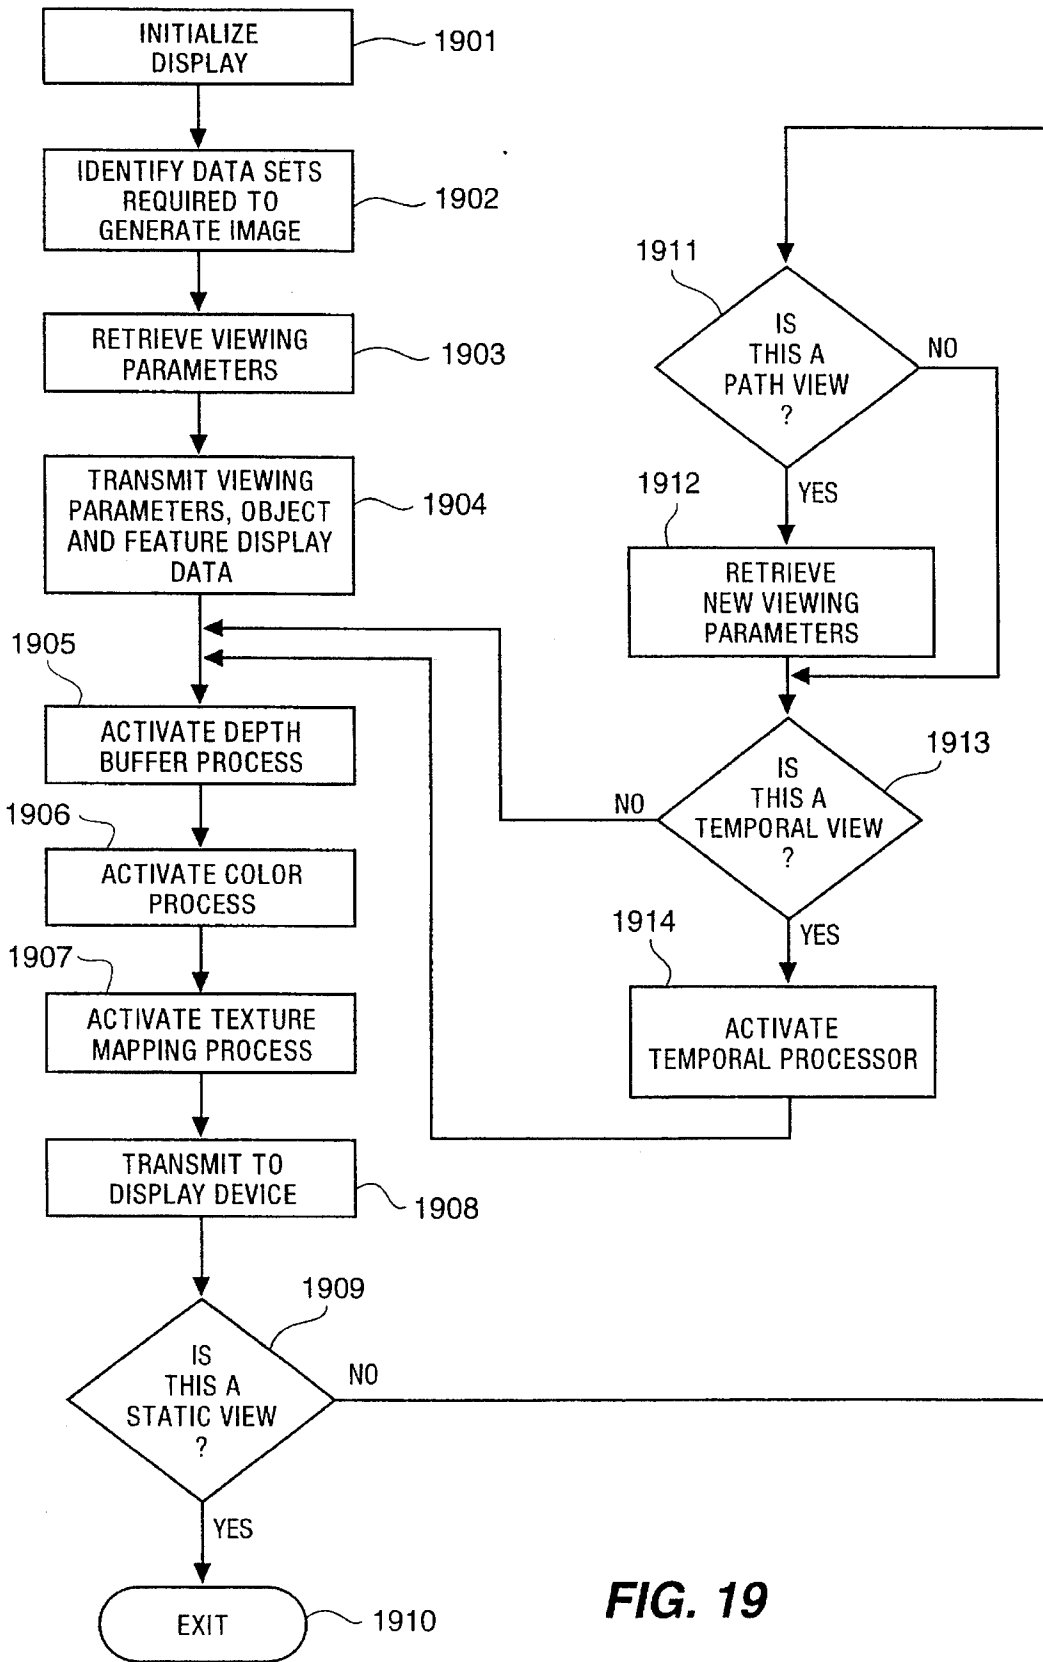 INITIALIZE
DISPLAY
1901
IDENTIFY DATA SETS
REQUIRED TO
GENERATE IMAGE
1902
RETRIEVE VIEWING
PARAMETERS
1903
TRANSMIT VIEWING
PARAMETERS, OBJECT
AND FEATURE DISPLAY
DATA
1904
1905
ACTIVATE DEPTH
BUFFER PROCESS
1906
ACTIVATE COLOR
PROCESS
1907
ACTIVATE TEXTURE
MAPPING PROCESS
TRANSMIT TO
DISPLAY DEVICE
1908
1909
IS
THIS A
STATIC VIEW
?
NO
YES
EXIT
1910
1911
IS
THIS A
PATH VIEW
?
NO
YES
1912
RETRIEVE
NEW VIEWING
PARAMETERS
1913
IS
THIS A
TEMPORAL VIEW
?
NO
YES
1914
ACTIVATE
TEMPORAL PROCESSOR
FIG. 19